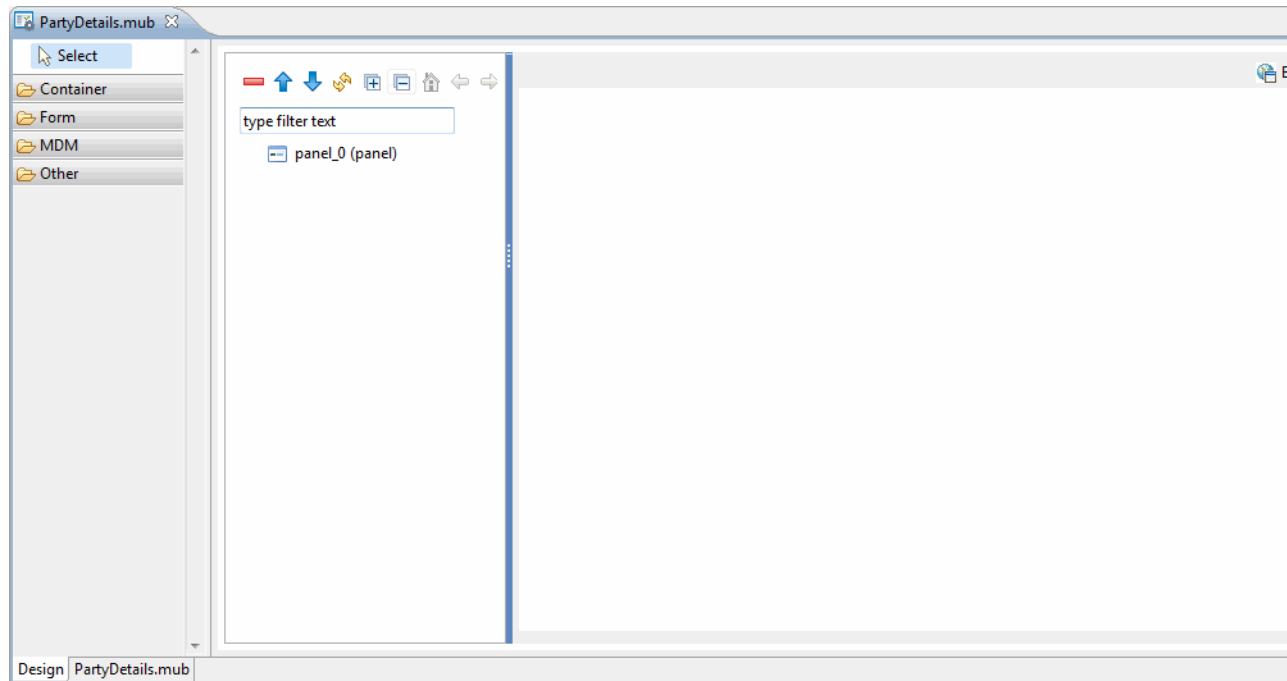 PartyDetails.mub
Select
Container
Form
MDM
Other
type filter text
panel_0 (panel)
Design PartyDetails.mub